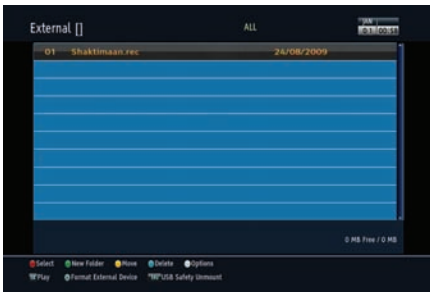 External [] ALL JAN
01 00:58
01 Shaktimaan.rec 24/08/2009
0 MB Free / 0 MB
Select New Folder Move Delete Options
Play Format External Device USB Safety Unmount